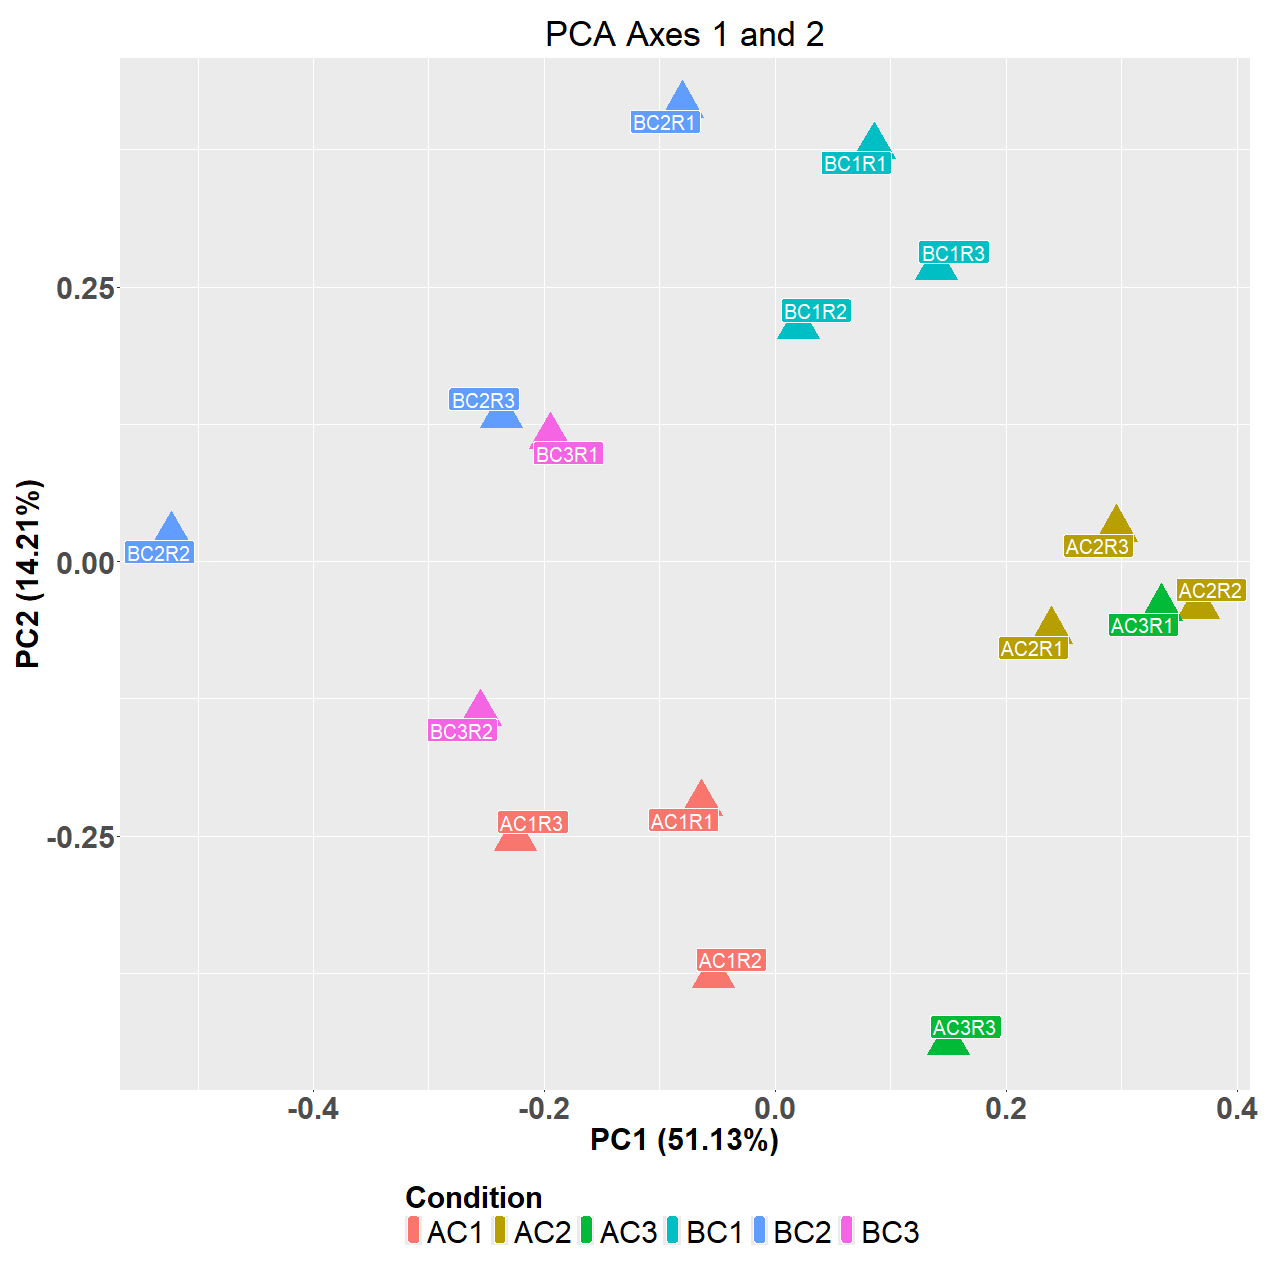 PCA Axes 1 and 2
BC2R1
BC1R1
BC1R3
BC1R2
BC2R3
BC3R1
BC2R2
AC2R3
AC2R2
AC3R1
AC2R1
BC3R2
AC1R3
AC1R1
AC1R2
AC3R3
0.25
0.00
-0.25
PC2 (14.21%)
-0.4 -0.2 0.0 0.2 0.4
PC1 (51.13%)
Condition
AC1 AC2 AC3 BC1 BC2 BC3